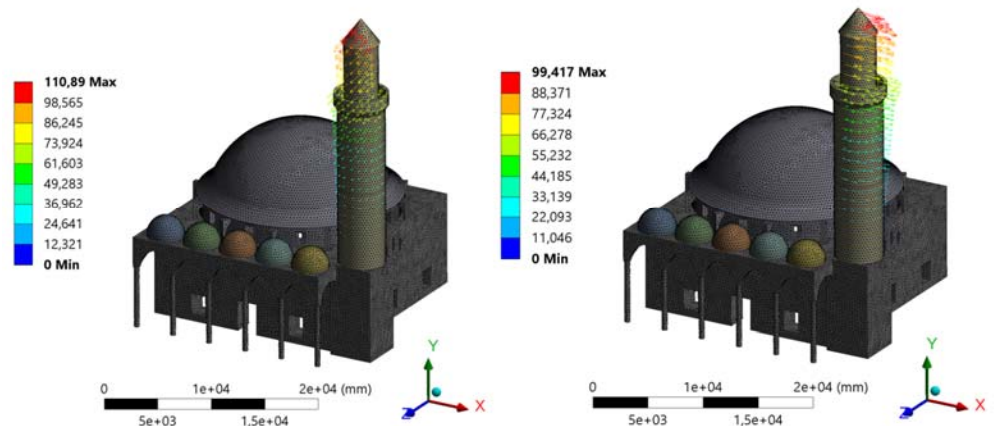 110,89 Max
98,565
86,245
73,924
61,603
49,283
36,962
24,641
12,321
0 Min
0 1e+04 2e+04 (mm)
5e+03 1,5e+04
Y
Z X
99,417 Max
88,371
77,324
66,278
55,232
44,185
33,139
22,093
11,046
0 Min
0 1e+04 2e+04 (mm)
5e+03 1,5e+04
Y
Z X